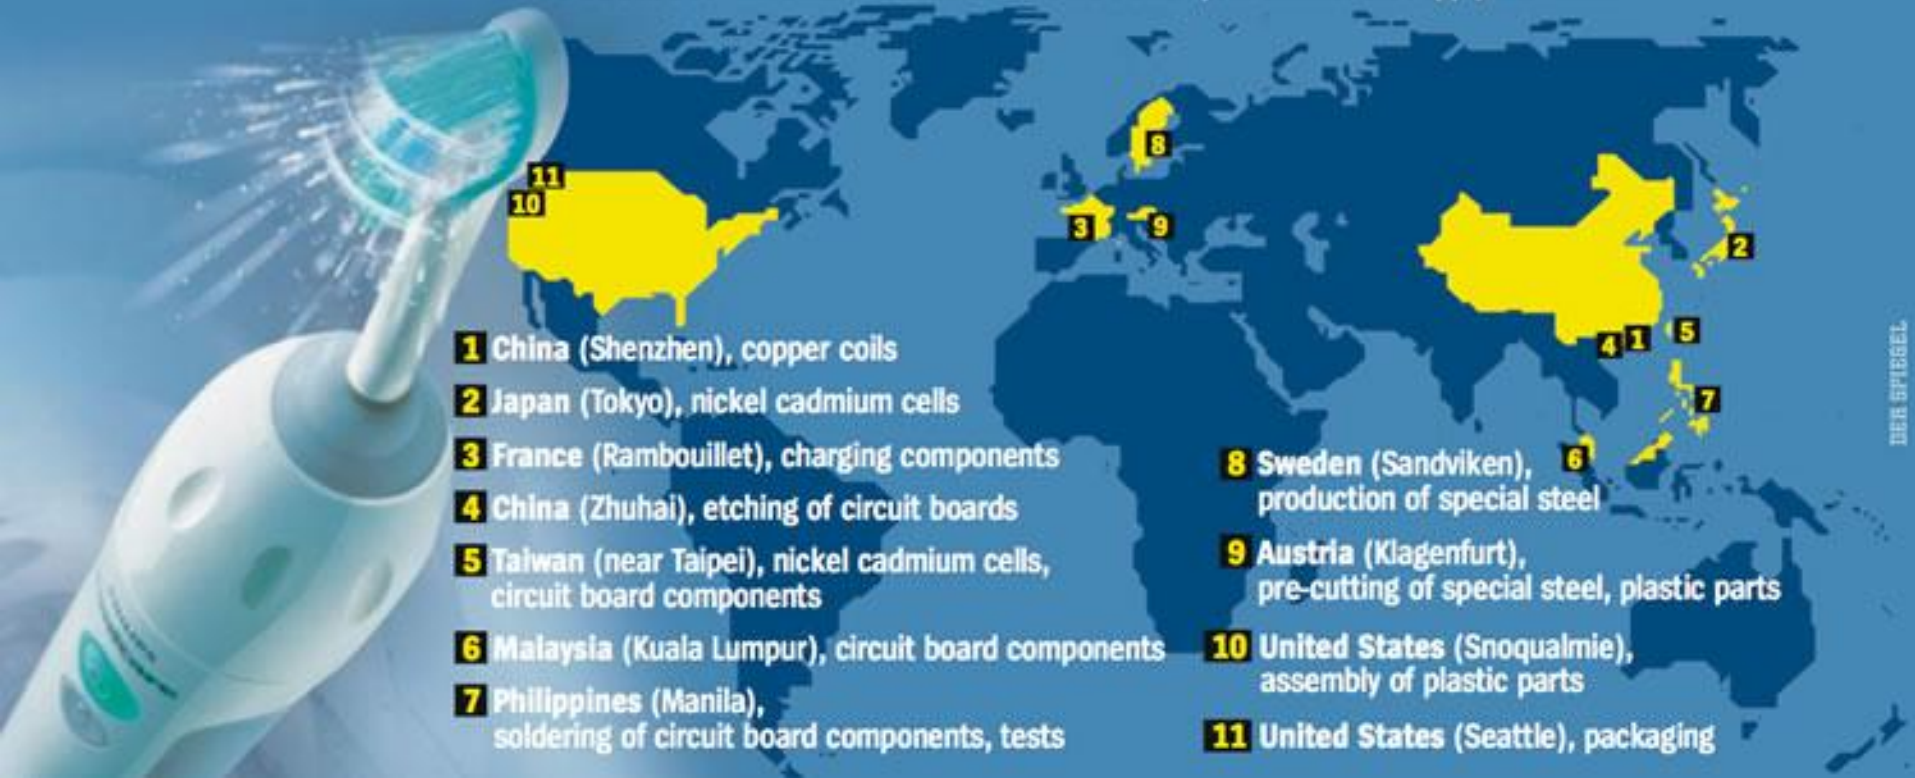 11
10
8
3
9
2
4
1
5
7
6
1 China (Shenzhen), copper coils
2 Japan (Tokyo), nickel cadmium cells
3 France (Rambouillet), charging components
4 China (Zhuhai), etching of circuit boards
5 Taiwan (near Taipei), nickel cadmium cells,
circuit board components
6 Malaysia (Kuala Lumpur), circuit board components
7 Philippines (Manila),
soldering of circuit board components, tests
8 Sweden (Sandviken),
production of special steel
9 Austria (Klagenfurt),
pre-cutting of special steel, plastic parts
10 United States (Snoqualmie),
assembly of plastic parts
11 United States (Seattle), packaging
DER SPIEGEL